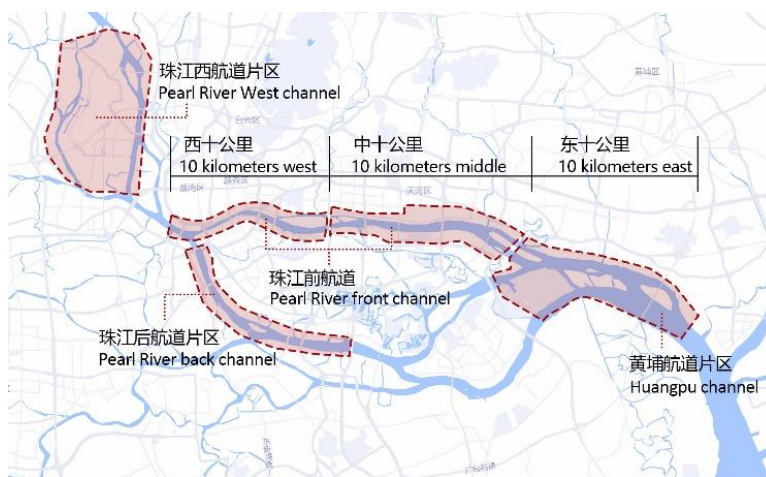 珠江西航道片区
Pearl River West channel
西十公里
10 kilometers west
中十公里
10 kilometers middle
东十公里
10 kilometers east
珠江前航道
Pearl River front channel
珠江后航道片区
Pearl River back channel
黄埔航道片区
Huangpu channel